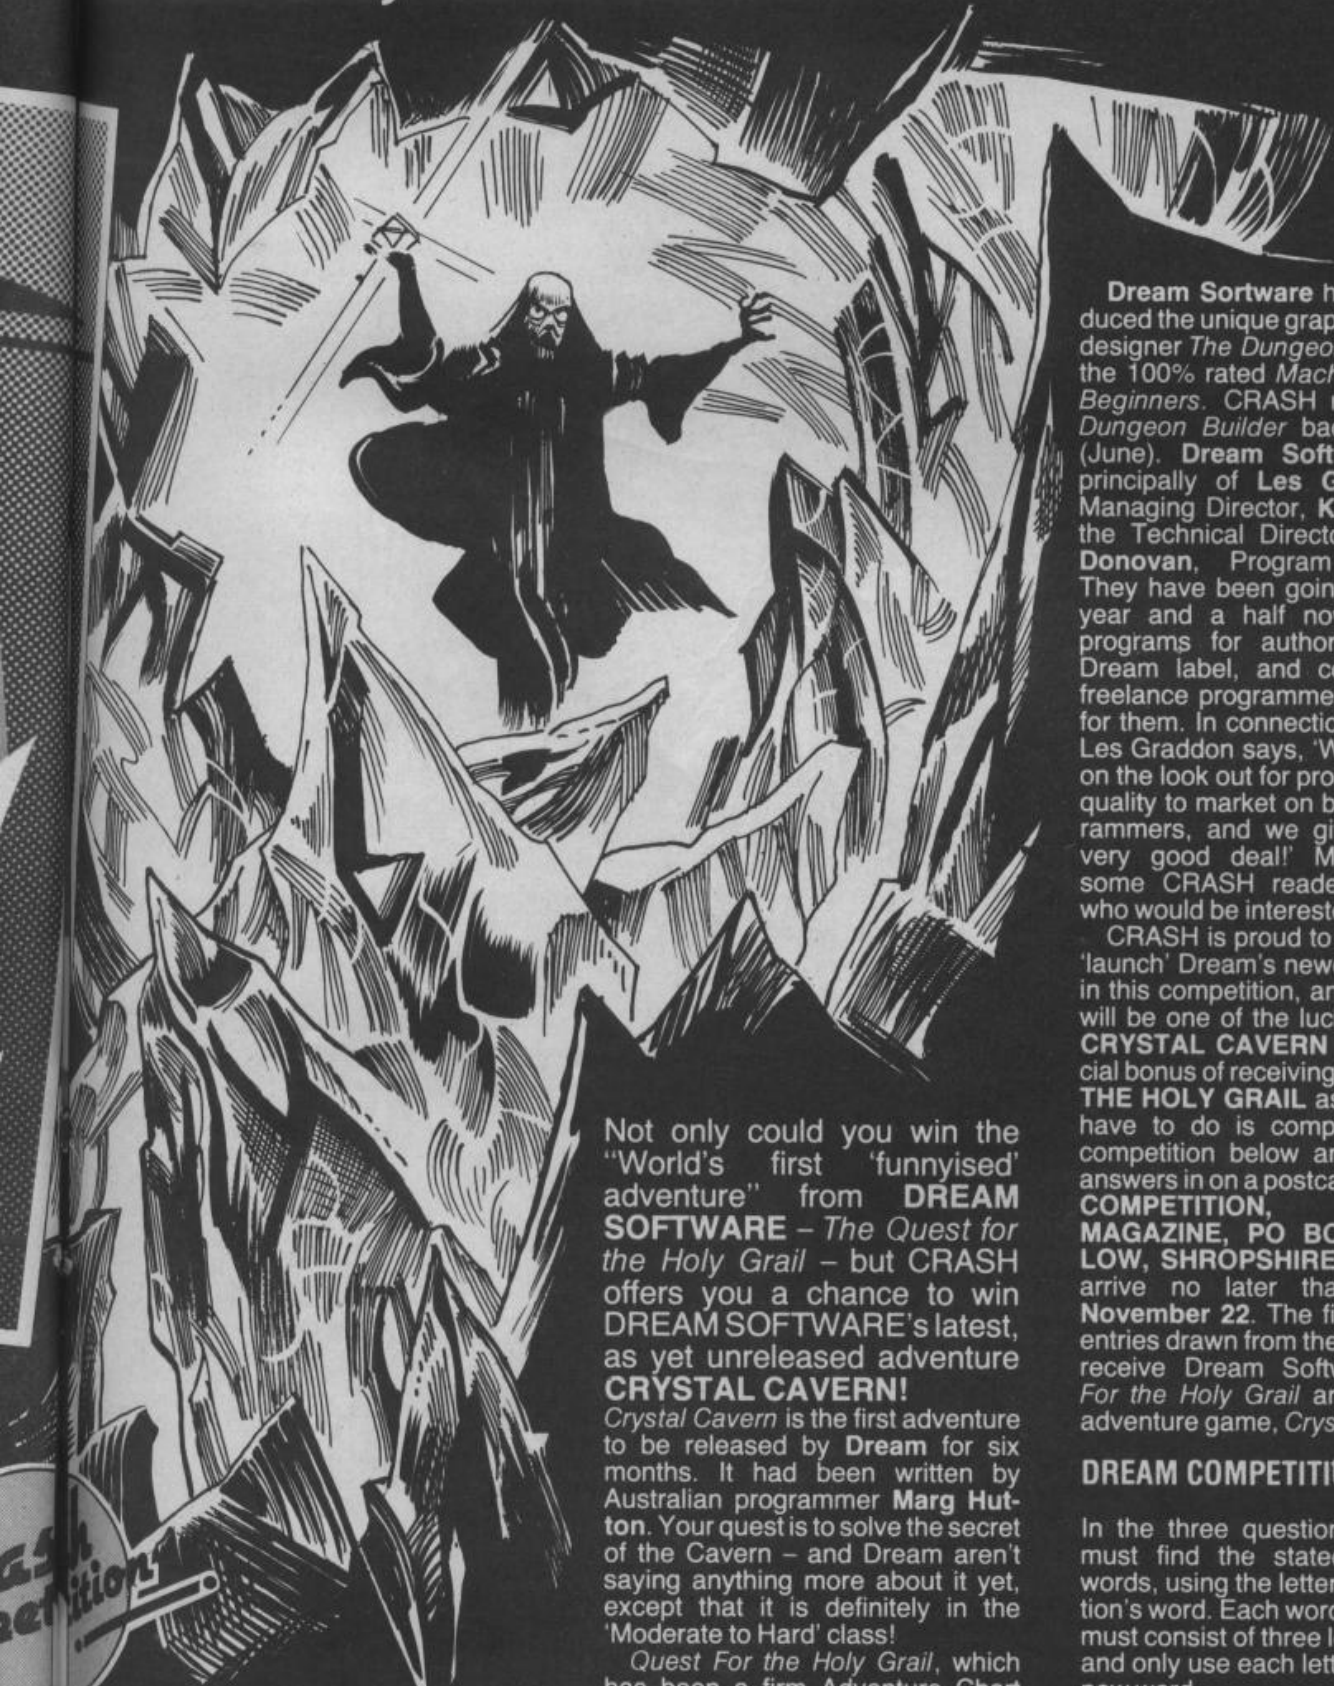 Not only could you win the
"World's first 'funnyised'
adventure" from DREAM
SOFTWARE – The Quest for
the Holy Grail – but CRASH
offers you a chance to win
DREAM SOFTWARE's latest,
as yet unreleased adventure
CRYSTAL CAVERN!
Crystal Cavern is the first adventure
to be released by Dream for six
months. It had been written by
Australian programmer Marg Hut-
ton. Your quest is to solve the secret
of the Cavern – and Dream aren't
saying anything more about it yet,
except that it is definitely in the
'Moderate to Hard' class!
Quest For the Holy Grail, which
has been a firm Adventure Chart
Dream Sortware h
duced the unique grap
designer The Dungeo
the 100% rated Mach
Beginners. CRASH
Dungeon Builder ba
(June). Dream Soft
principally of Les G
Managing Director, K
the Technical Directo
Donovan, Program
They have been goin
year and a half no
programs for author
Dream label, and c
freelance programme
for them. In connectio
Les Graddon says, 'W
on the look out for pro
quality to market on b
rammers, and we gi
very good deal!' M
some CRASH reade
who would be interest
CRASH is proud to
'launch' Dream's new
in this competition, an
will be one of the luc
CRYSTAL CAVERN
cial bonus of receiving
THE HOLY GRAIL as
have to do is comp
competition below an
answers in on a postca
COMPETITION,
MAGAZINE, PO BO
LOW, SHROPSHIRE
arrive no later tha
November 22. The fi
entries drawn from the
receive Dream Soft
For the Holy Grail an
adventure game, Crys
DREAM COMPETITI
In the three question
must find the state
words, using the letter
tion's word. Each word
must consist of three l
and only use each lett
new word